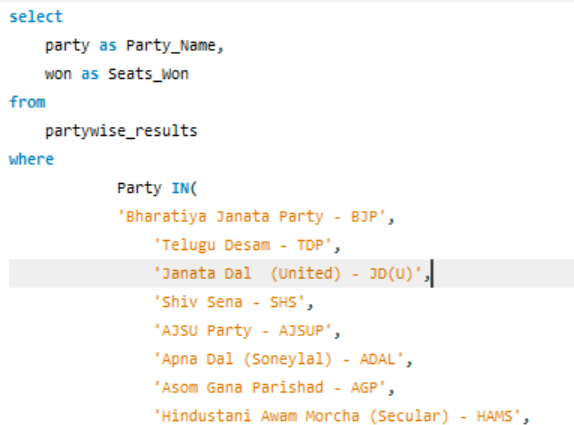 select
party as Party_Name,
won as Seats_Won
from
partywise_results
where
Party IN(
'Bharatiya Janata Party - BJP',
'Telugu Desam - TDP',
'Janata Dal  (United) - JD(U)',
'Shiv Sena - SHS',
'AJSU Party - AJSUP',
'Apna Dal (Soneylal) - ADAL',
'Asom Gana Parishad - AGP',
'Hindustani Awam Morcha (Secular) - HAMS',